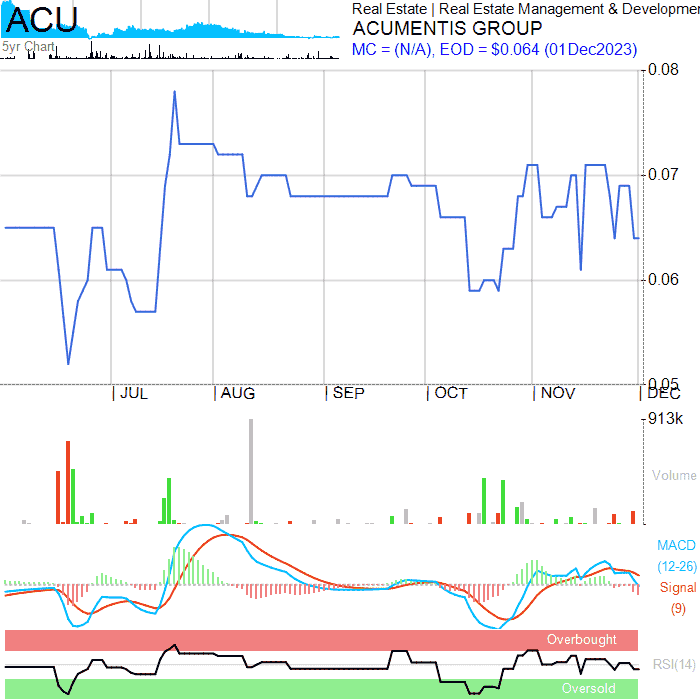 ACU
Real Estate | Real Estate Management & Developmer
ACUMENTIS GROUP
MC = (N/A), EOD = $0.064 (01Dec2023)
5yr Chart
0.08
0.07
0.06
0.05
JUL AUG SEP OCT NOV DEC
913k
Volume
MACD
(12-26)
Signal
(9)
Overbought
RSI(14)
Oversold